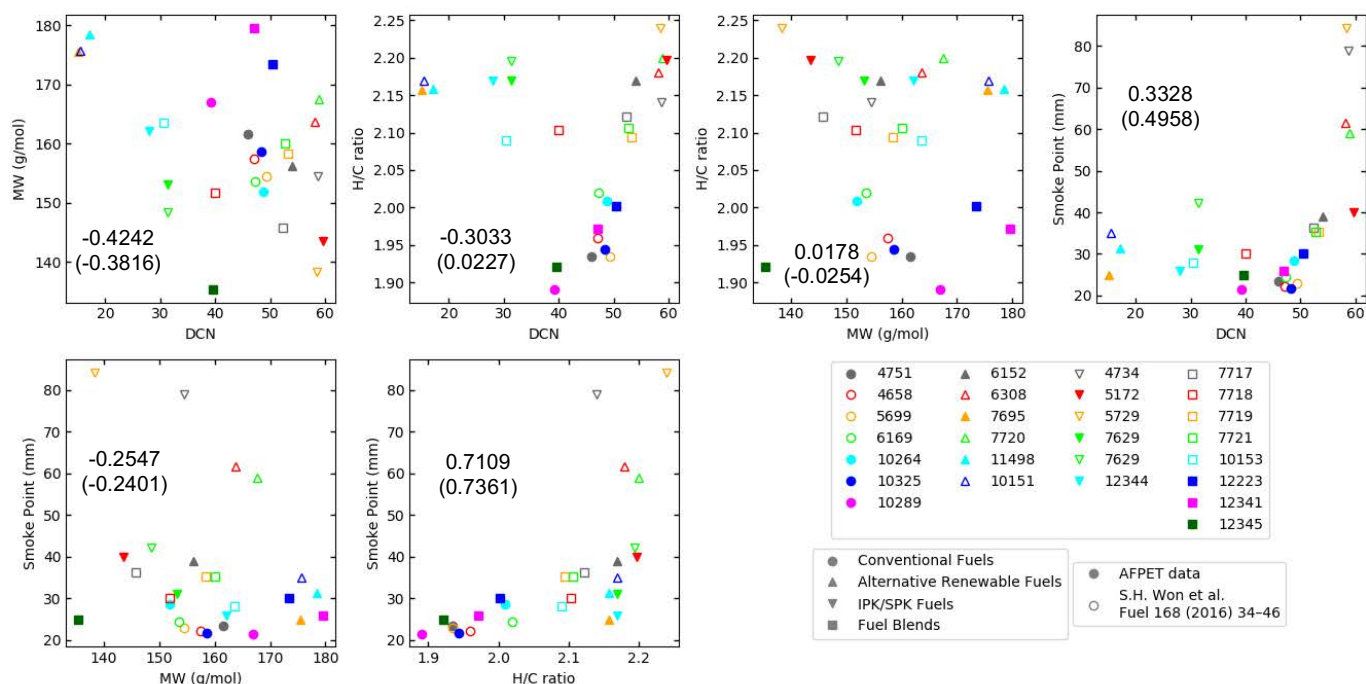 180
170
160
150
140
MW (g/mol)
-0.4242
(-0.3816)
20 30 40 50 60
DCN
2.25
2.20
2.15
2.10
2.05
2.00
1.95
1.90
H/C ratio
-0.3033
(0.0227)
20 30 40 50 60
DCN
2.25
2.20
2.15
2.10
2.05
2.00
1.95
1.90
H/C ratio
0.0178
(-0.0254)
140 150 160 170 180
MW (g/mol)
80
70
60
50
40
30
20
Smoke Point (mm)
0.3328
(0.4958)
20 30 40 50 60
DCN
80
70
60
50
40
30
20
Smoke Point (mm)
-0.2547
(-0.2401)
140 150 160 170 180
MW (g/mol)
80
70
60
50
40
30
20
Smoke Point (mm)
0.7109
(0.7361)
1.9 2.0 2.1 2.2
H/C ratio
4751 6152 4734 7717
4658 6308 5172 7718
5699 7695 5729 7719
6169 7720 7629 7721
10264 11498 7629 10153
10325 10151 12344 12223
10289 12341
12345
Conventional Fuels
Alternative Renewable Fuels
IPK/SPK Fuels
Fuel Blends
AFPET data
S.H. Won et al.
Fuel 168 (2016) 34–46